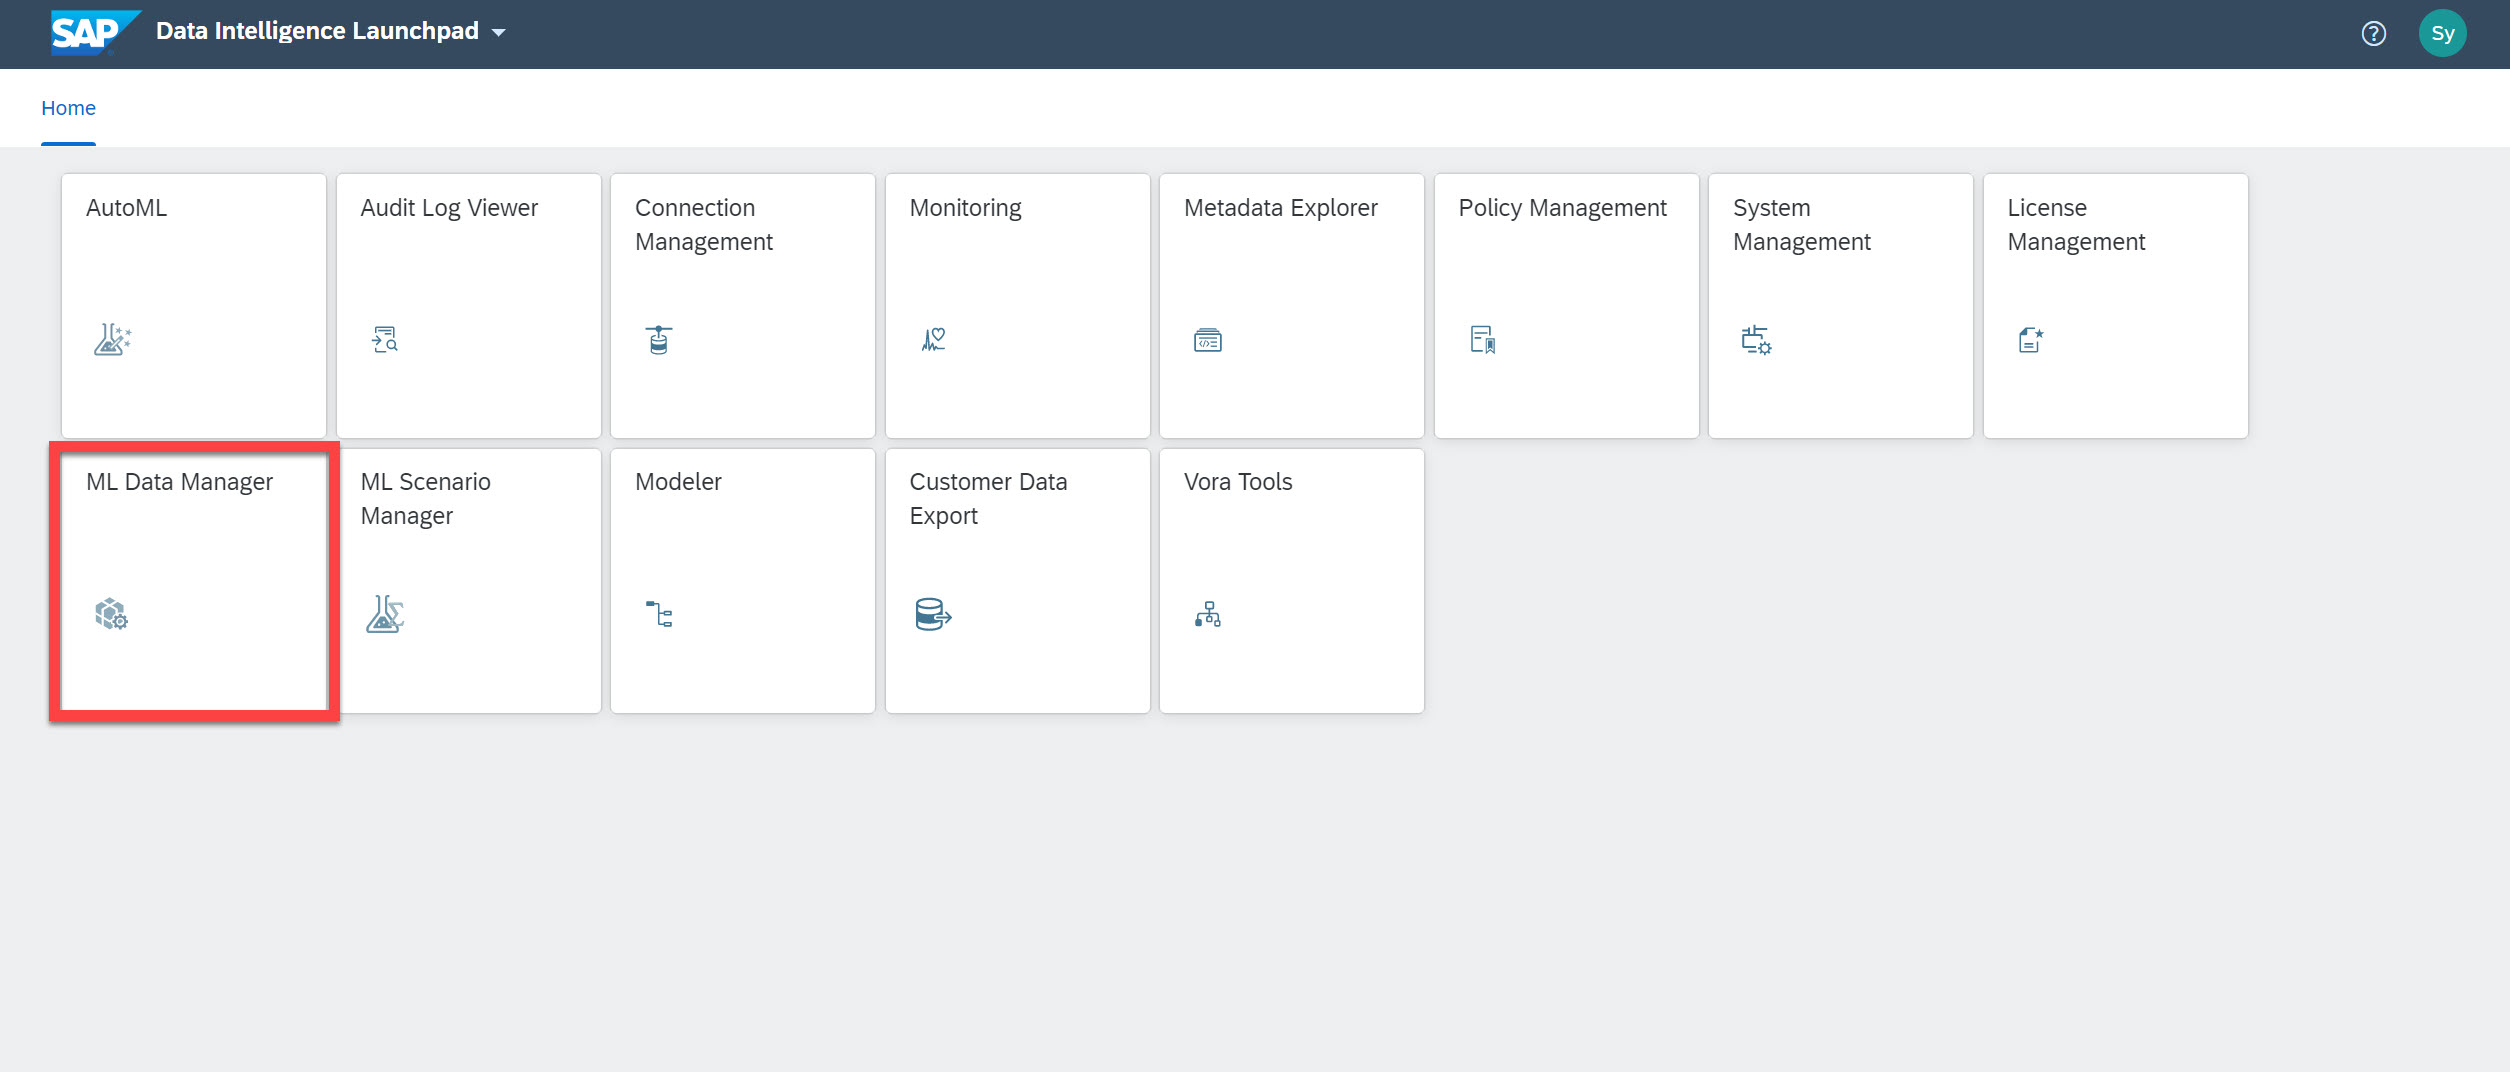 SAP Data Intelligence Launchpad
Sy
Home
AutoML
Audit Log Viewer
Connection
Management
Monitoring
Metadata Explorer
Policy Management
System
Management
License
Management
ML Data Manager
ML Scenario
Manager
Modeler
Customer Data
Export
Vora Tools